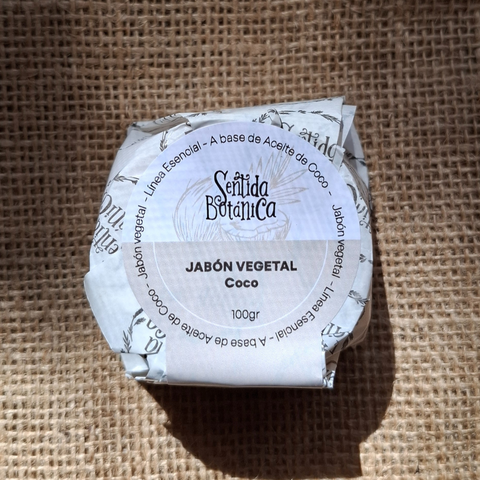 Sentida
Botánica
JABÓN VEGETAL
Coco
100gr
Jabón vegetal - Línea Esencial - A base de Aceite de Coco - Jabón vegetal - Línea Esencial - A base de Aceite de Coco -